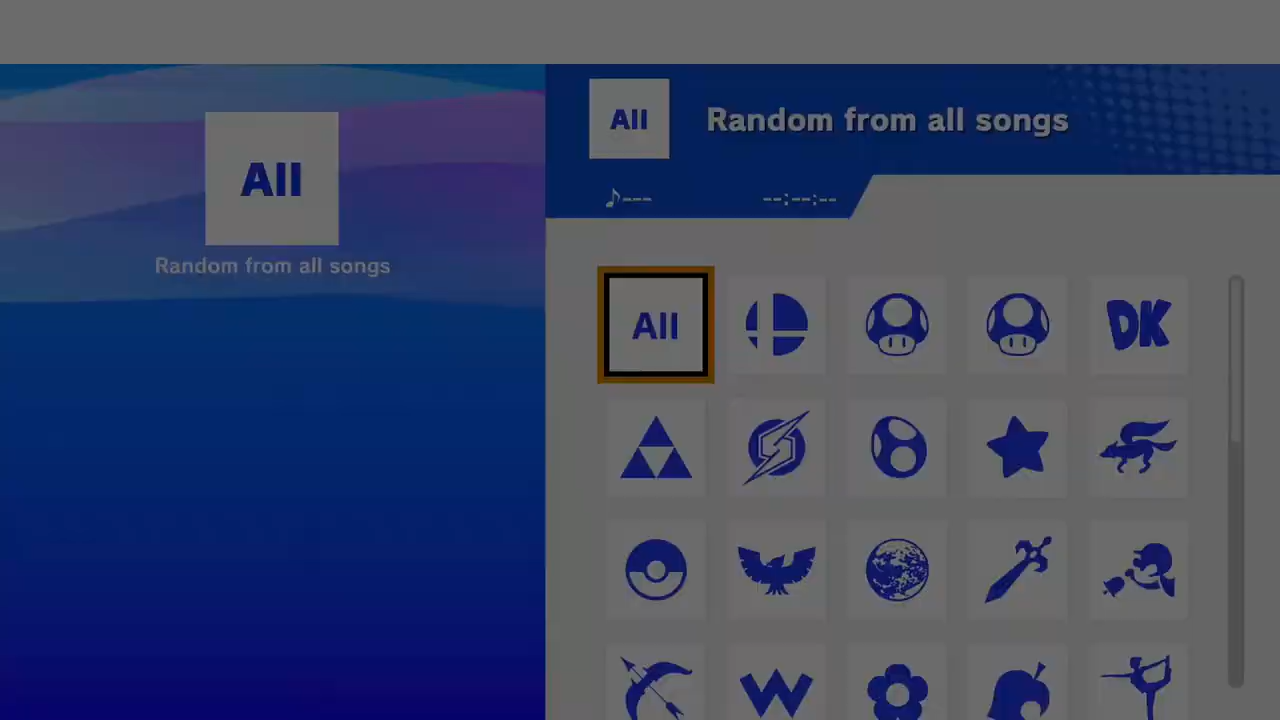 All
Random from all songs
All
Random from all songs
♪--- --:--:--
All
DK
W